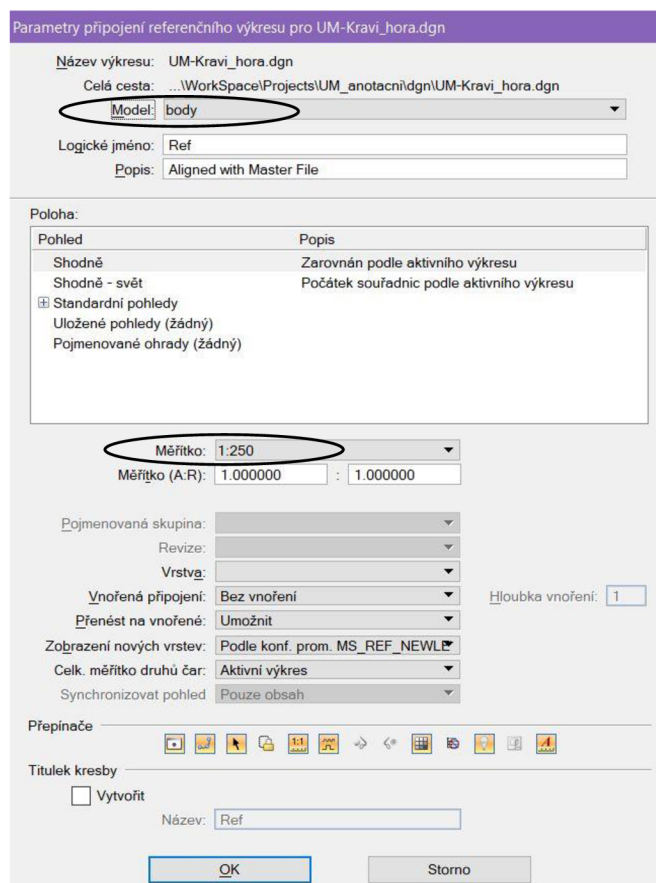 Parametry připojení referenčního výkresu pro UM-Kravi_hora.dgn
Název výkresu: UM-Kravi_hora.dgn
Celá cesta: ...\WorkSpace\Projects\UM_anotacni\dgn\UM-Kravi_hora.dgn
Model: body
Logické jméno: Ref
Popis: Aligned with Master File
Poloha:
Pohled Popis
Shodně Zarovnán podle aktivního výkresu
Shodně - svět Počátek souřadnic podle aktivního výkresu
Standardní pohledy
Uložené pohledy (žádný)
Pojmenované ohrady (žádný)
Měřítko: 1:250
Měřítko (A:R): 1.000000 : 1.000000
Pojmenovaná skupina:
Revize:
Vrstva:
Vnořená připojení: Bez vnoření Hloubka vnoření: 1
Přenést na vnořené: Umožnit
Zobrazení nových vrstev: Podle konf. prom. MS_REF_NEWLE
Celk. měřítko druhů čar: Aktivní výkres
Synchronizovat pohled Pouze obsah
Přepínače
1:1 A
Titulek kresby
Vytvořit
Název: Ref
OK Storno